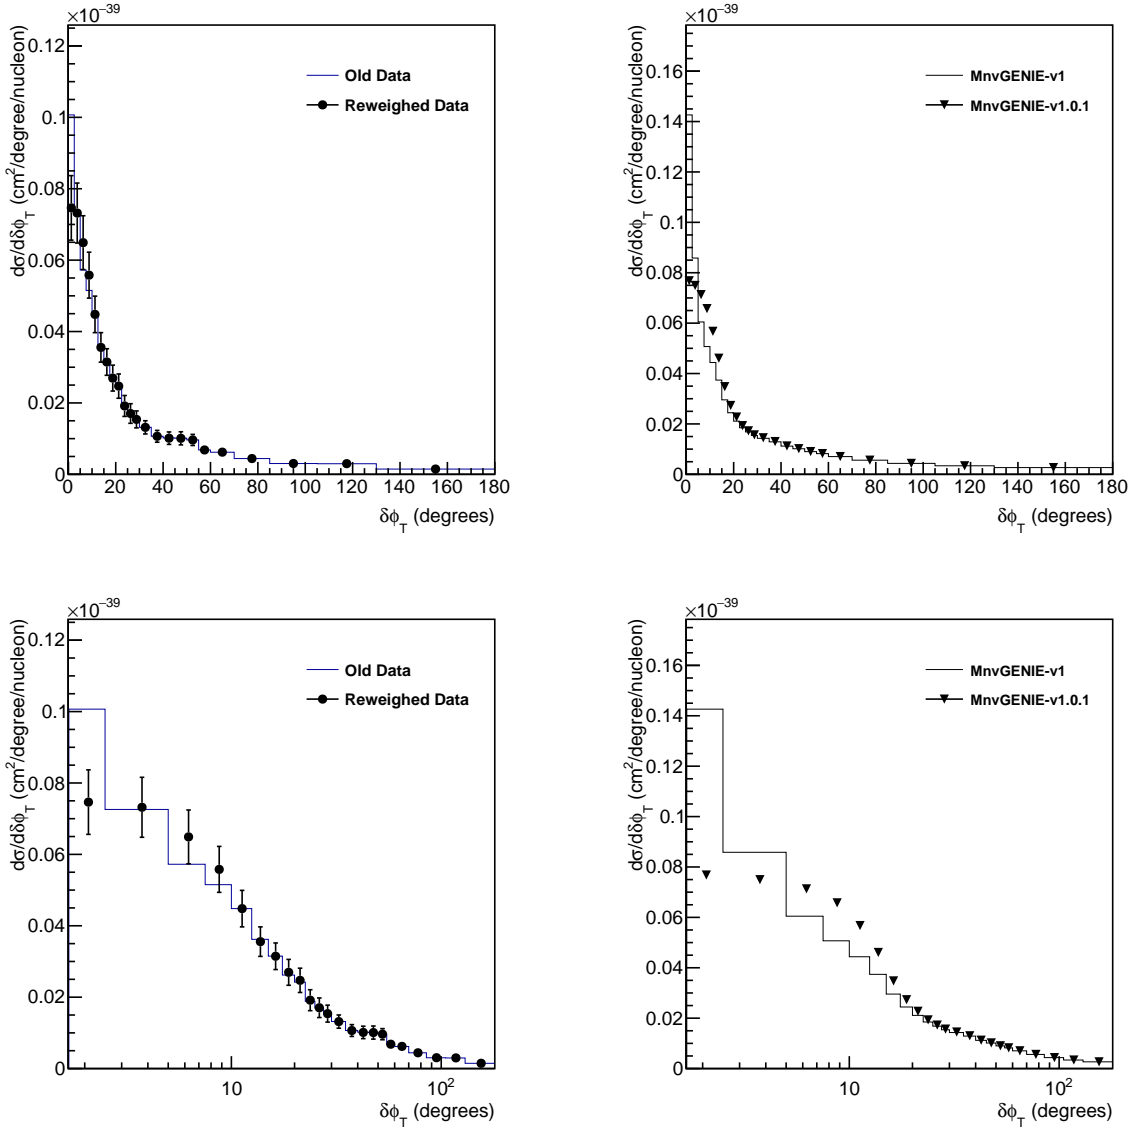 ×10⁻³⁹
dσ/dδϕ_T (cm²/degree/nucleon)
0.12
0.1
0.08
0.06
0.04
0.02
0
Old Data
Reweighed Data
0 20 40 60 80 100 120 140 160 180
δϕ_T (degrees)
×10⁻³⁹
dσ/dδϕ_T (cm²/degree/nucleon)
0.16
0.14
0.12
0.1
0.08
0.06
0.04
0.02
0
MnvGENIE-v1
MnvGENIE-v1.0.1
0 20 40 60 80 100 120 140 160 180
δϕ_T (degrees)
×10⁻³⁹
dσ/dδϕ_T (cm²/degree/nucleon)
0.12
0.1
0.08
0.06
0.04
0.02
0
Old Data
Reweighed Data
10 10²
δϕ_T (degrees)
×10⁻³⁹
dσ/dδϕ_T (cm²/degree/nucleon)
0.16
0.14
0.12
0.1
0.08
0.06
0.04
0.02
0
MnvGENIE-v1
MnvGENIE-v1.0.1
10 10²
δϕ_T (degrees)